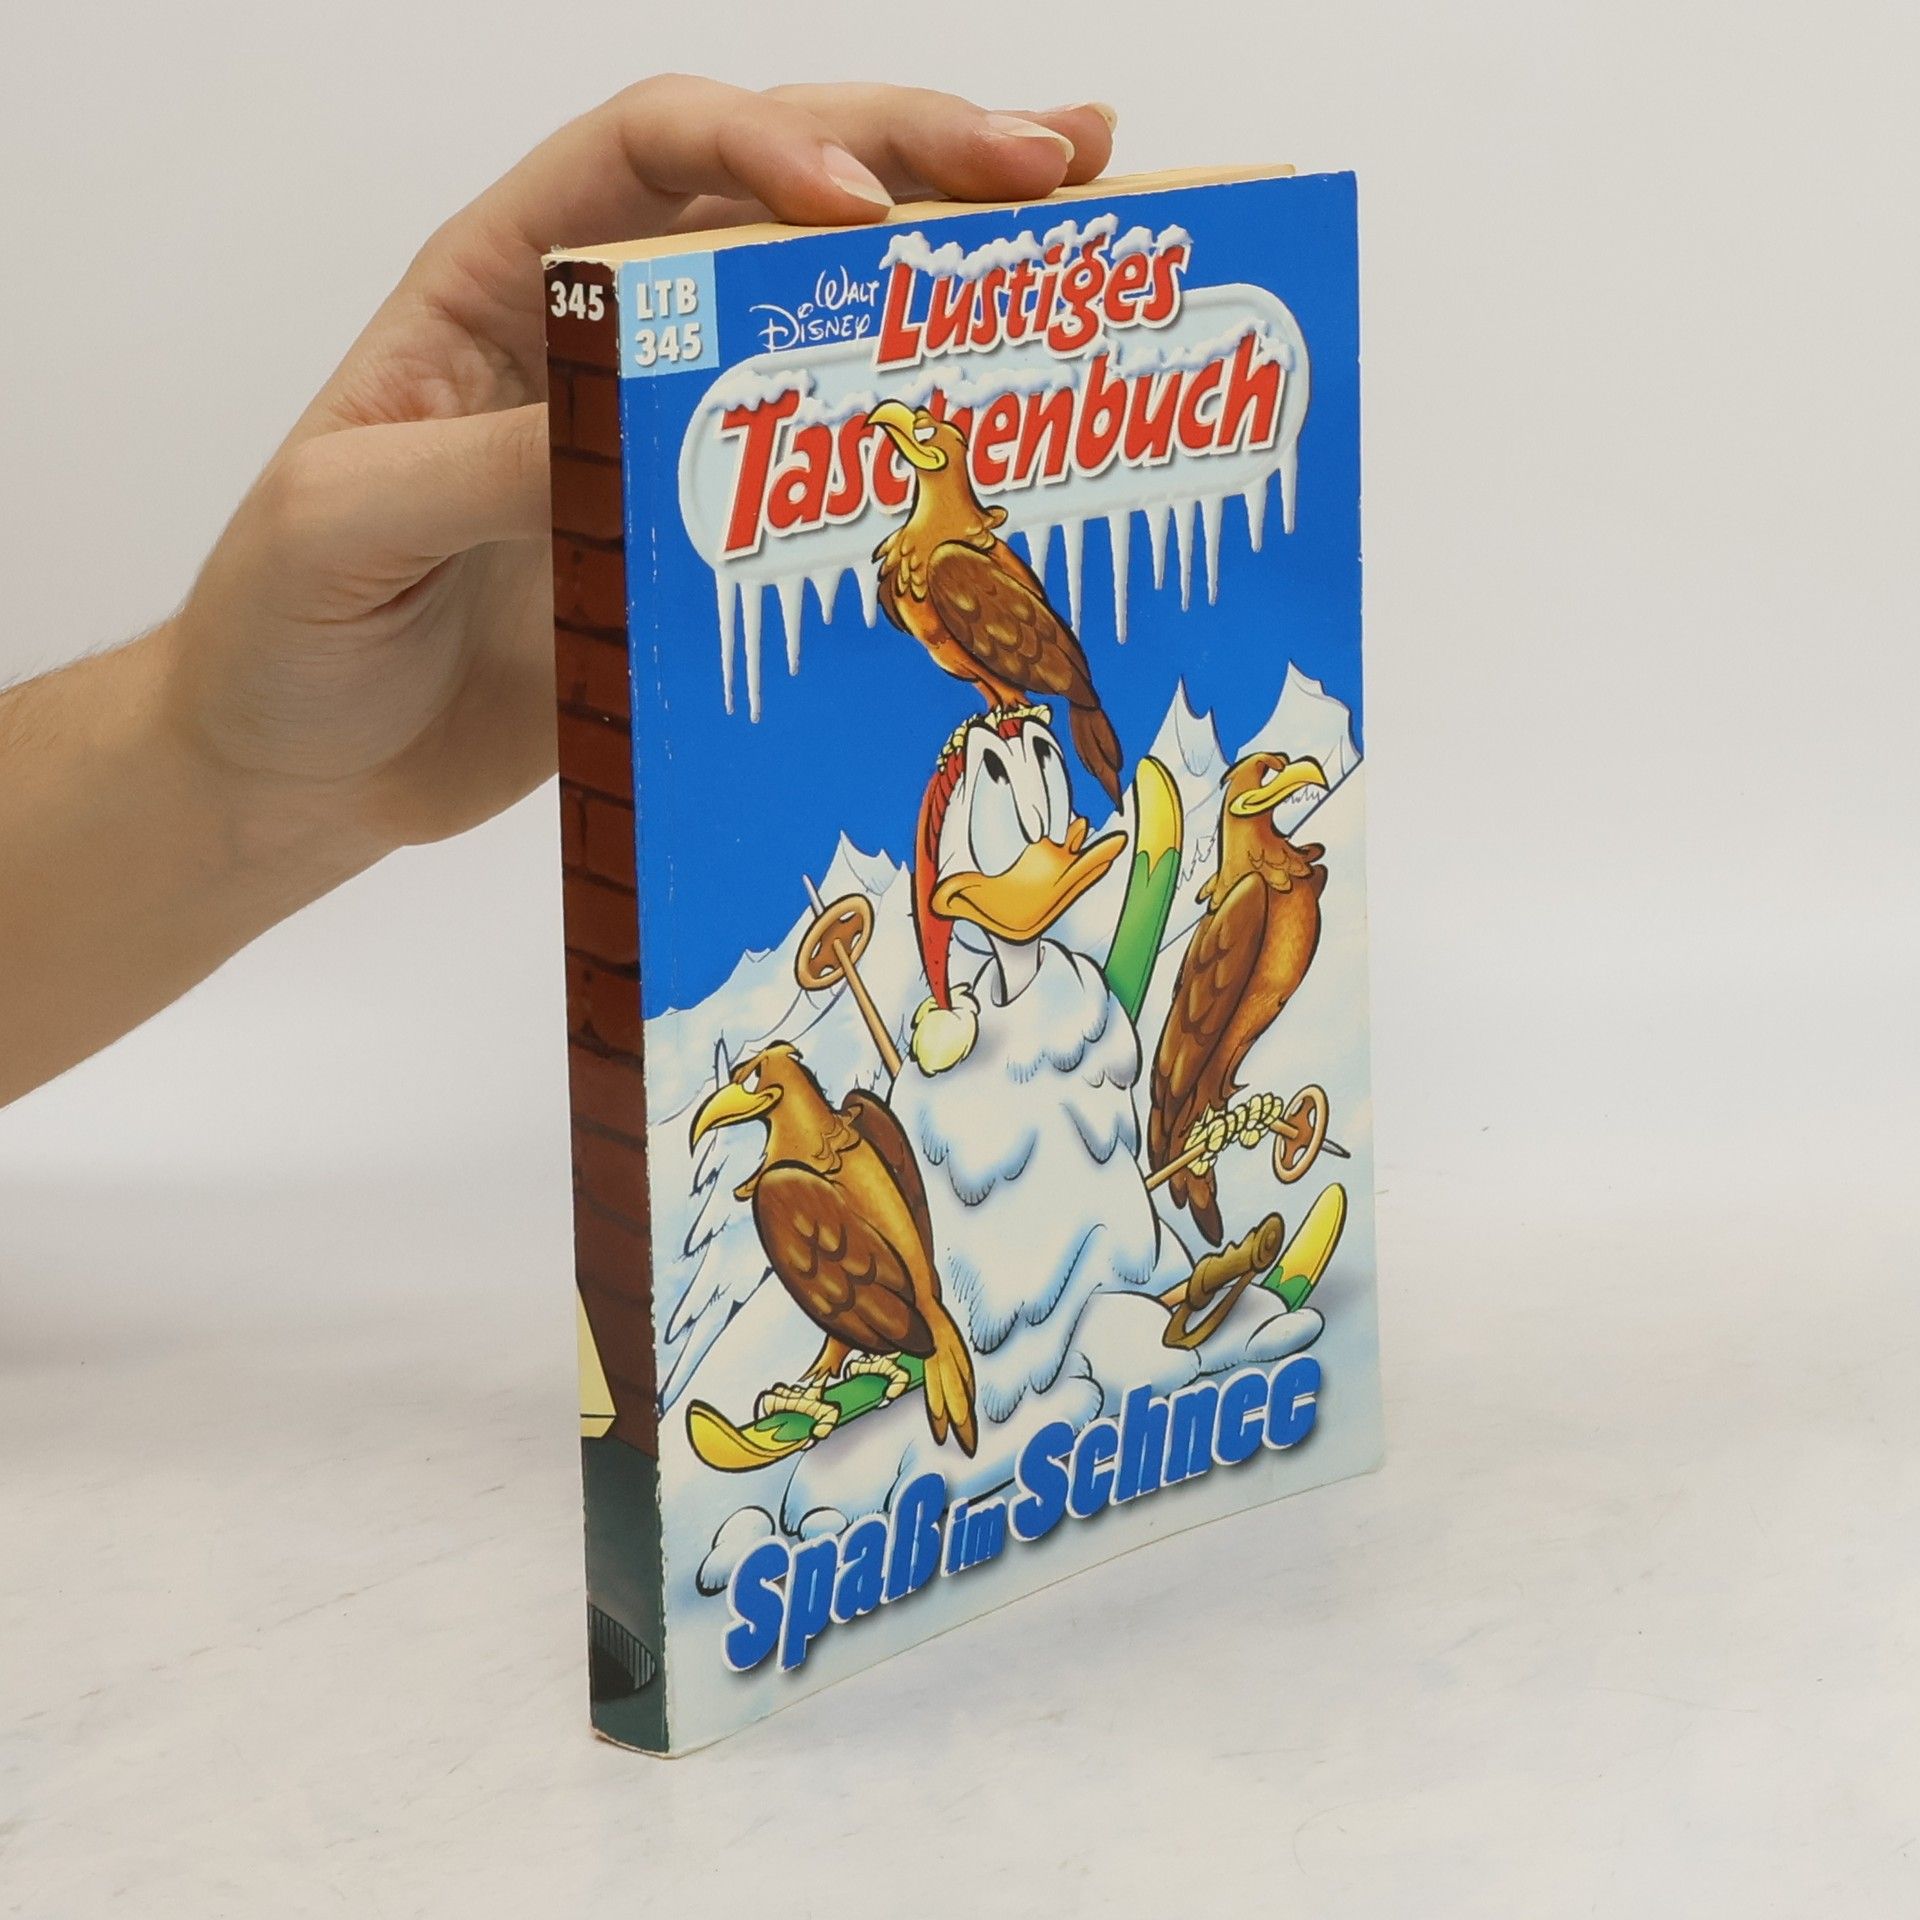 345
LTB
345
Walt
Disney
Lustiges
Taschenbuch
Spaß im Schnee